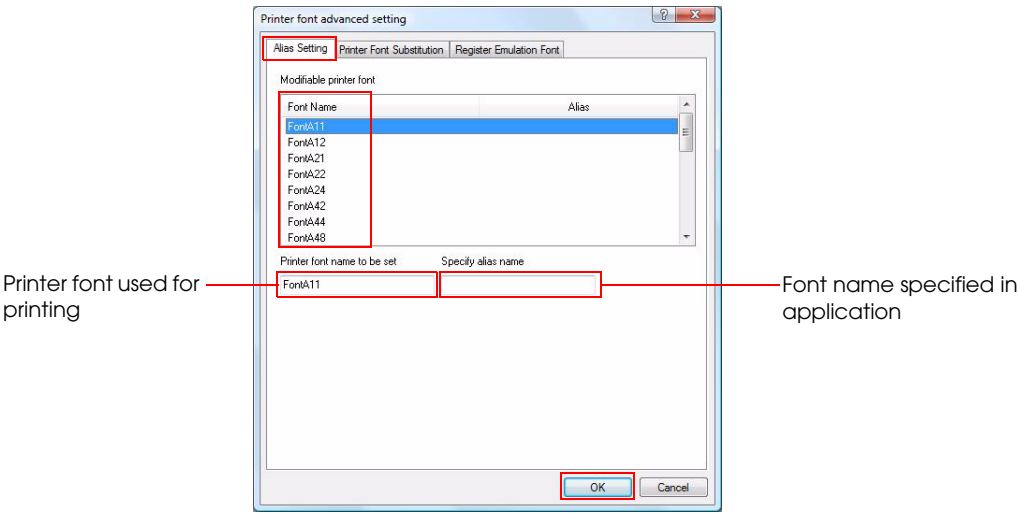 Printer font advanced setting
Alias Setting Printer Font Substitution Register Emulation Font
Modifiable printer font
Font Name Alias
FontA11
FontA12
FontA21
FontA22
FontA24
FontA42
FontA44
FontA48
Printer font name to be set Specify alias name
FontA11
Printer font used for
printing
Font name specified in
application
OK Cancel